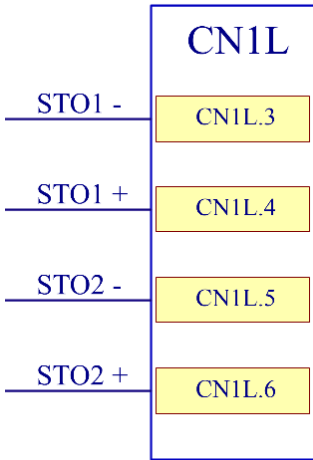 CN1L
STO1 - CN1L.3
STO1 + CN1L.4
STO2 - CN1L.5
STO2 + CN1L.6